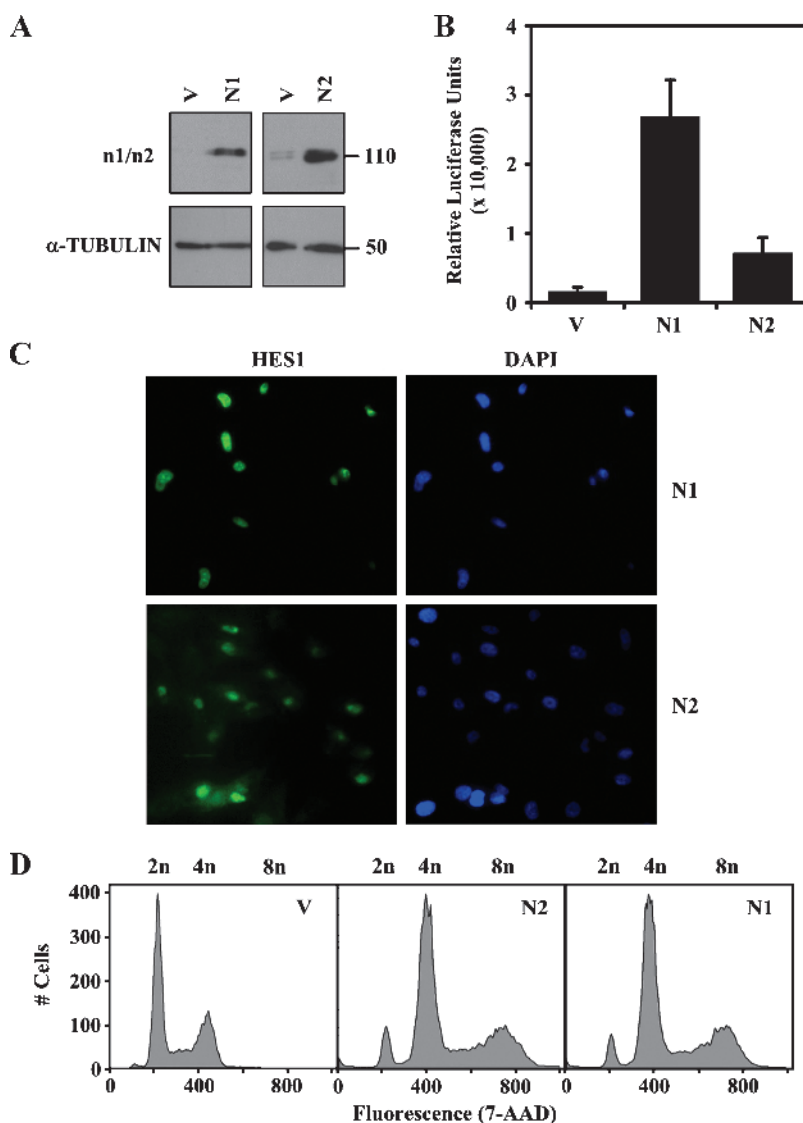 A
V N1 V N2
n1/n2 110
α-TUBULIN 50
B
Relative Luciferase Units
(x 10,000)
4
3
2
1
0
V N1 N2
C
HES1 DAPI
N1
N2
D
2n 4n 8n 2n 4n 8n 2n 4n 8n
V N2 N1
# Cells
400
300
200
100
0
0 400 800 0 400 800 0 400 800
Fluorescence (7-AAD)